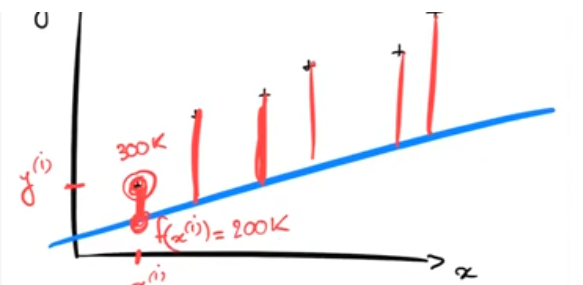 300K
y^(i)
f(x^(i)) = 200K
x^(i)
x